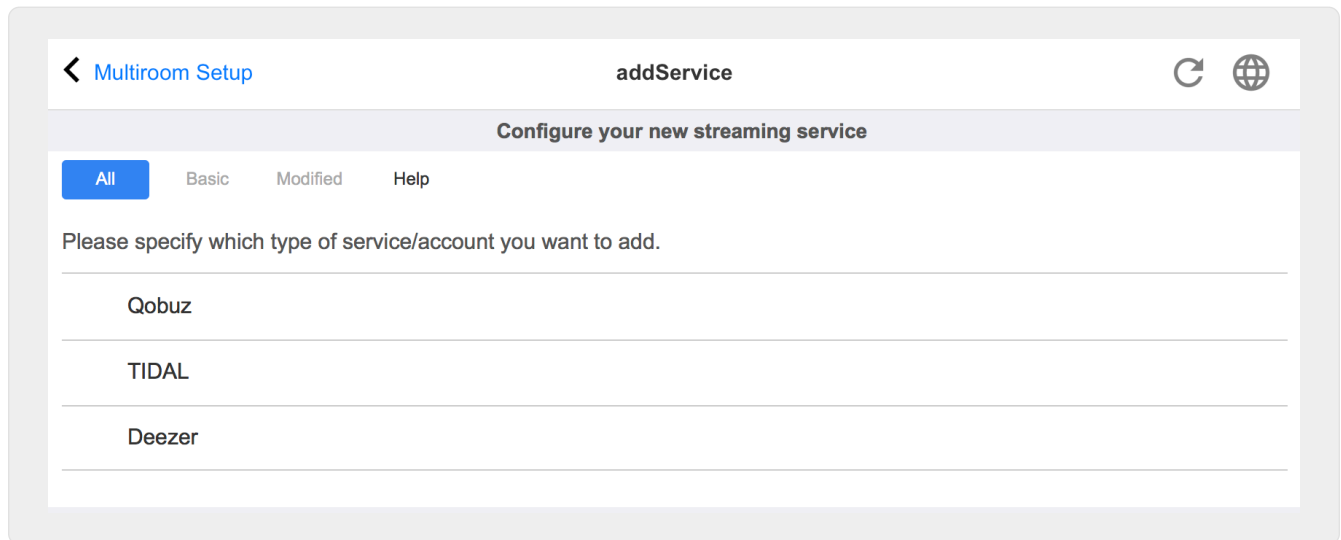 Multiroom Setup addService
Configure your new streaming service
All Basic Modified Help
Please specify which type of service/account you want to add.
Qobuz
TIDAL
Deezer